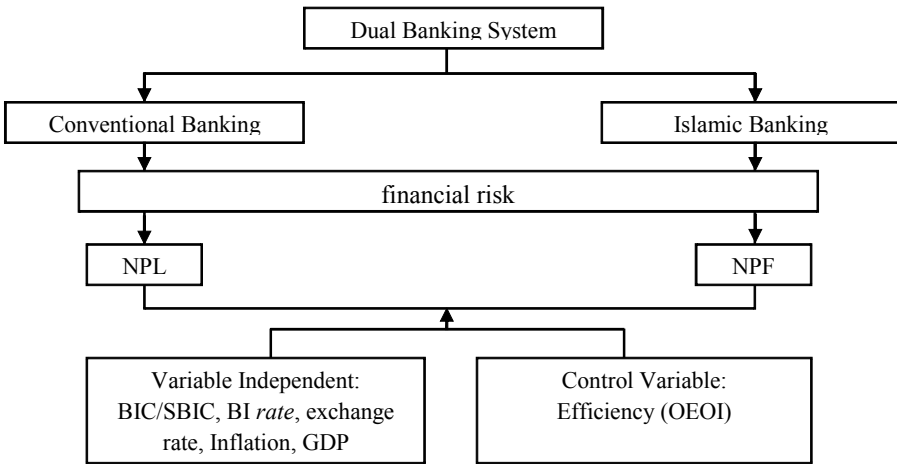 Dual Banking System
Conventional Banking
Islamic Banking
financial risk
NPL
NPF
Variable Independent:
BIC/SBIC, BI rate, exchange
rate, Inflation, GDP
Control Variable:
Efficiency (OEOI)